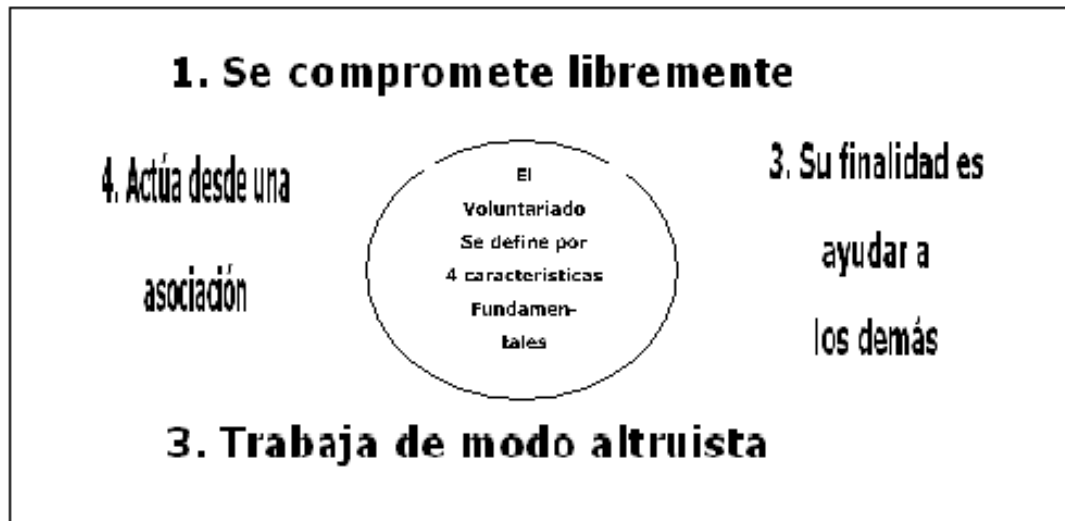 1. Se compromete libremente
4. Actúa desde una
asociación
El
Voluntariado
Se define por
4 características
Fundamen-
tales
3. Su finalidad es
ayudar a
los demás
3. Trabaja de modo altruista